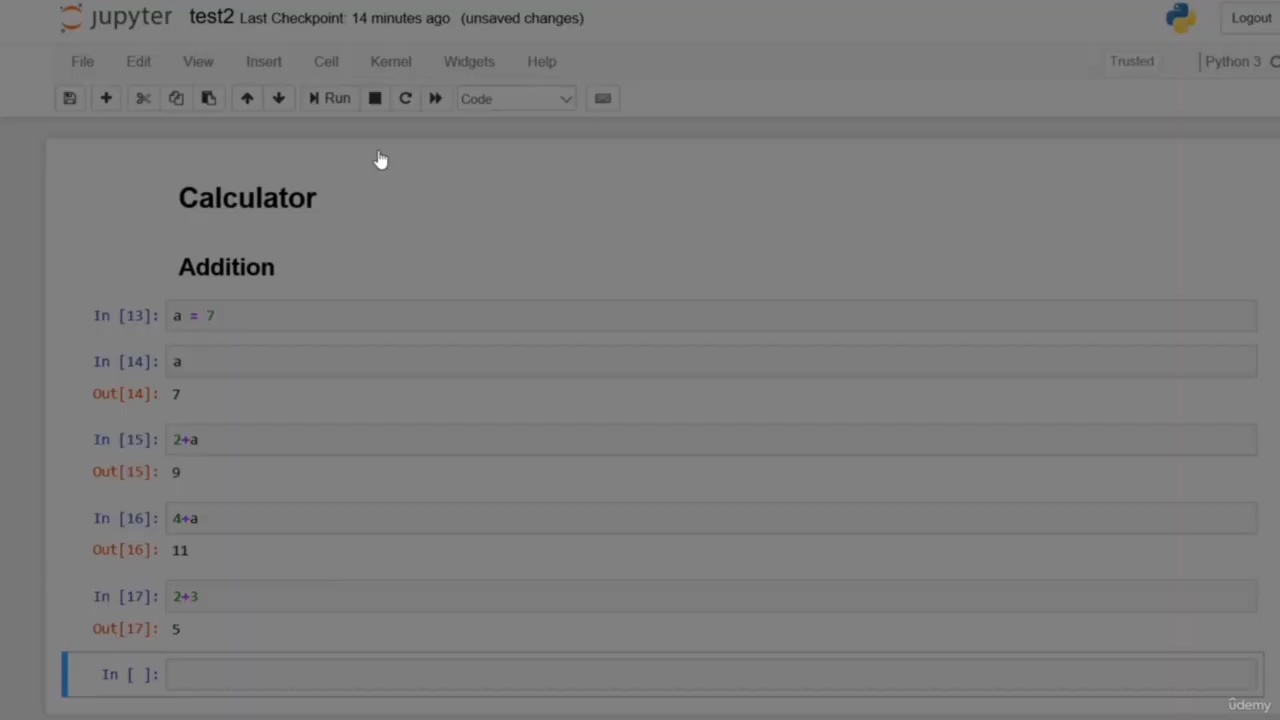 jupyter test2 Last Checkpoint: 14 minutes ago (unsaved changes) Logout
File Edit View Insert Cell Kernel Widgets Help Trusted Python 3
Run Code
Calculator
Addition
In [13]: a = 7
In [14]: a
Out[14]: 7
In [15]: 2+a
Out[15]: 9
In [16]: 4+a
Out[16]: 11
In [17]: 2+3
Out[17]: 5
In [ ]:
udemy